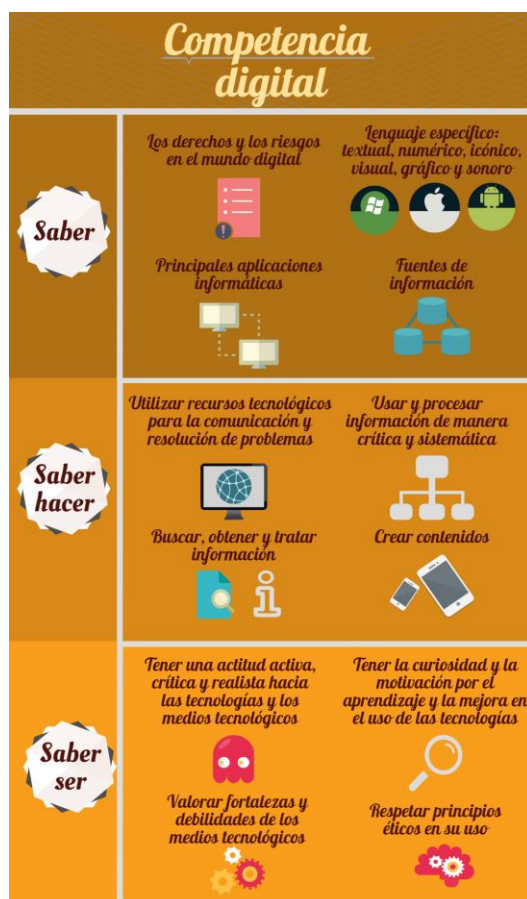 Competencia
digital
Saber
Los derechos y los riesgos
en el mundo digital
Lenguaje específico:
textual, numérico, icónico,
visual, gráfico y sonoro
Principales aplicaciones
informáticas
Fuentes de
información
Saber
hacer
Utilizar recursos tecnológicos
para la comunicación y
resolución de problemas
Usar y procesar
información de manera
crítica y sistemática
Buscar, obtener y tratar
información
Crear contenidos
Saber
ser
Tener una actitud activa,
crítica y realista hacia
las tecnologías y los
medios tecnológicos
Tener la curiosidad y la
motivación por el
aprendizaje y la mejora en
el uso de las tecnologías
Valorar fortalezas y
debilidades de los
medios tecnológicos
Respetar principios
éticos en su uso